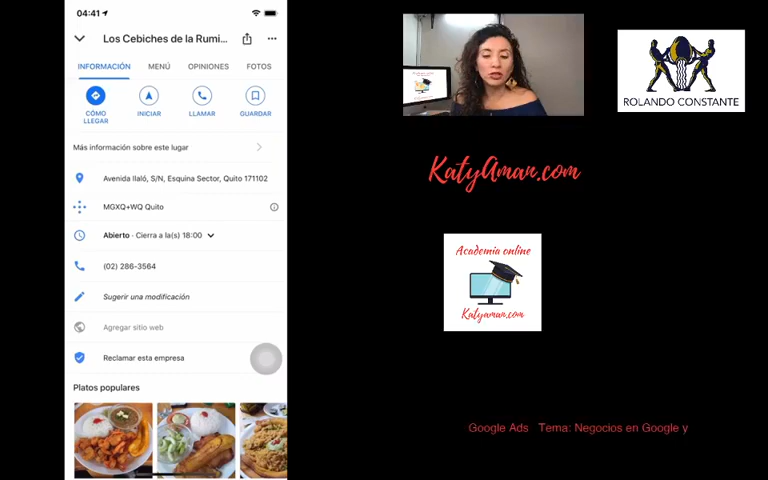 04:41
Los Cebiches de la Rumi...
INFORMACIÓN MENÚ OPINIONES FOTOS
CÓMO LLEGAR
INICIAR
LLAMAR
GUARDAR
Más información sobre este lugar
Avenida Ilaló, S/N, Esquina Sector, Quito 171102
MGXQ+WQ Quito
Abierto · Cierra a la(s) 18:00
(02) 286-3564
Sugerir una modificación
Agregar sitio web
Reclamar esta empresa
Platos populares
ROLANDO CONSTANTE
KatyAman.com
Academia online
Katyaman.com
Google Ads Tema: Negocios en Google y